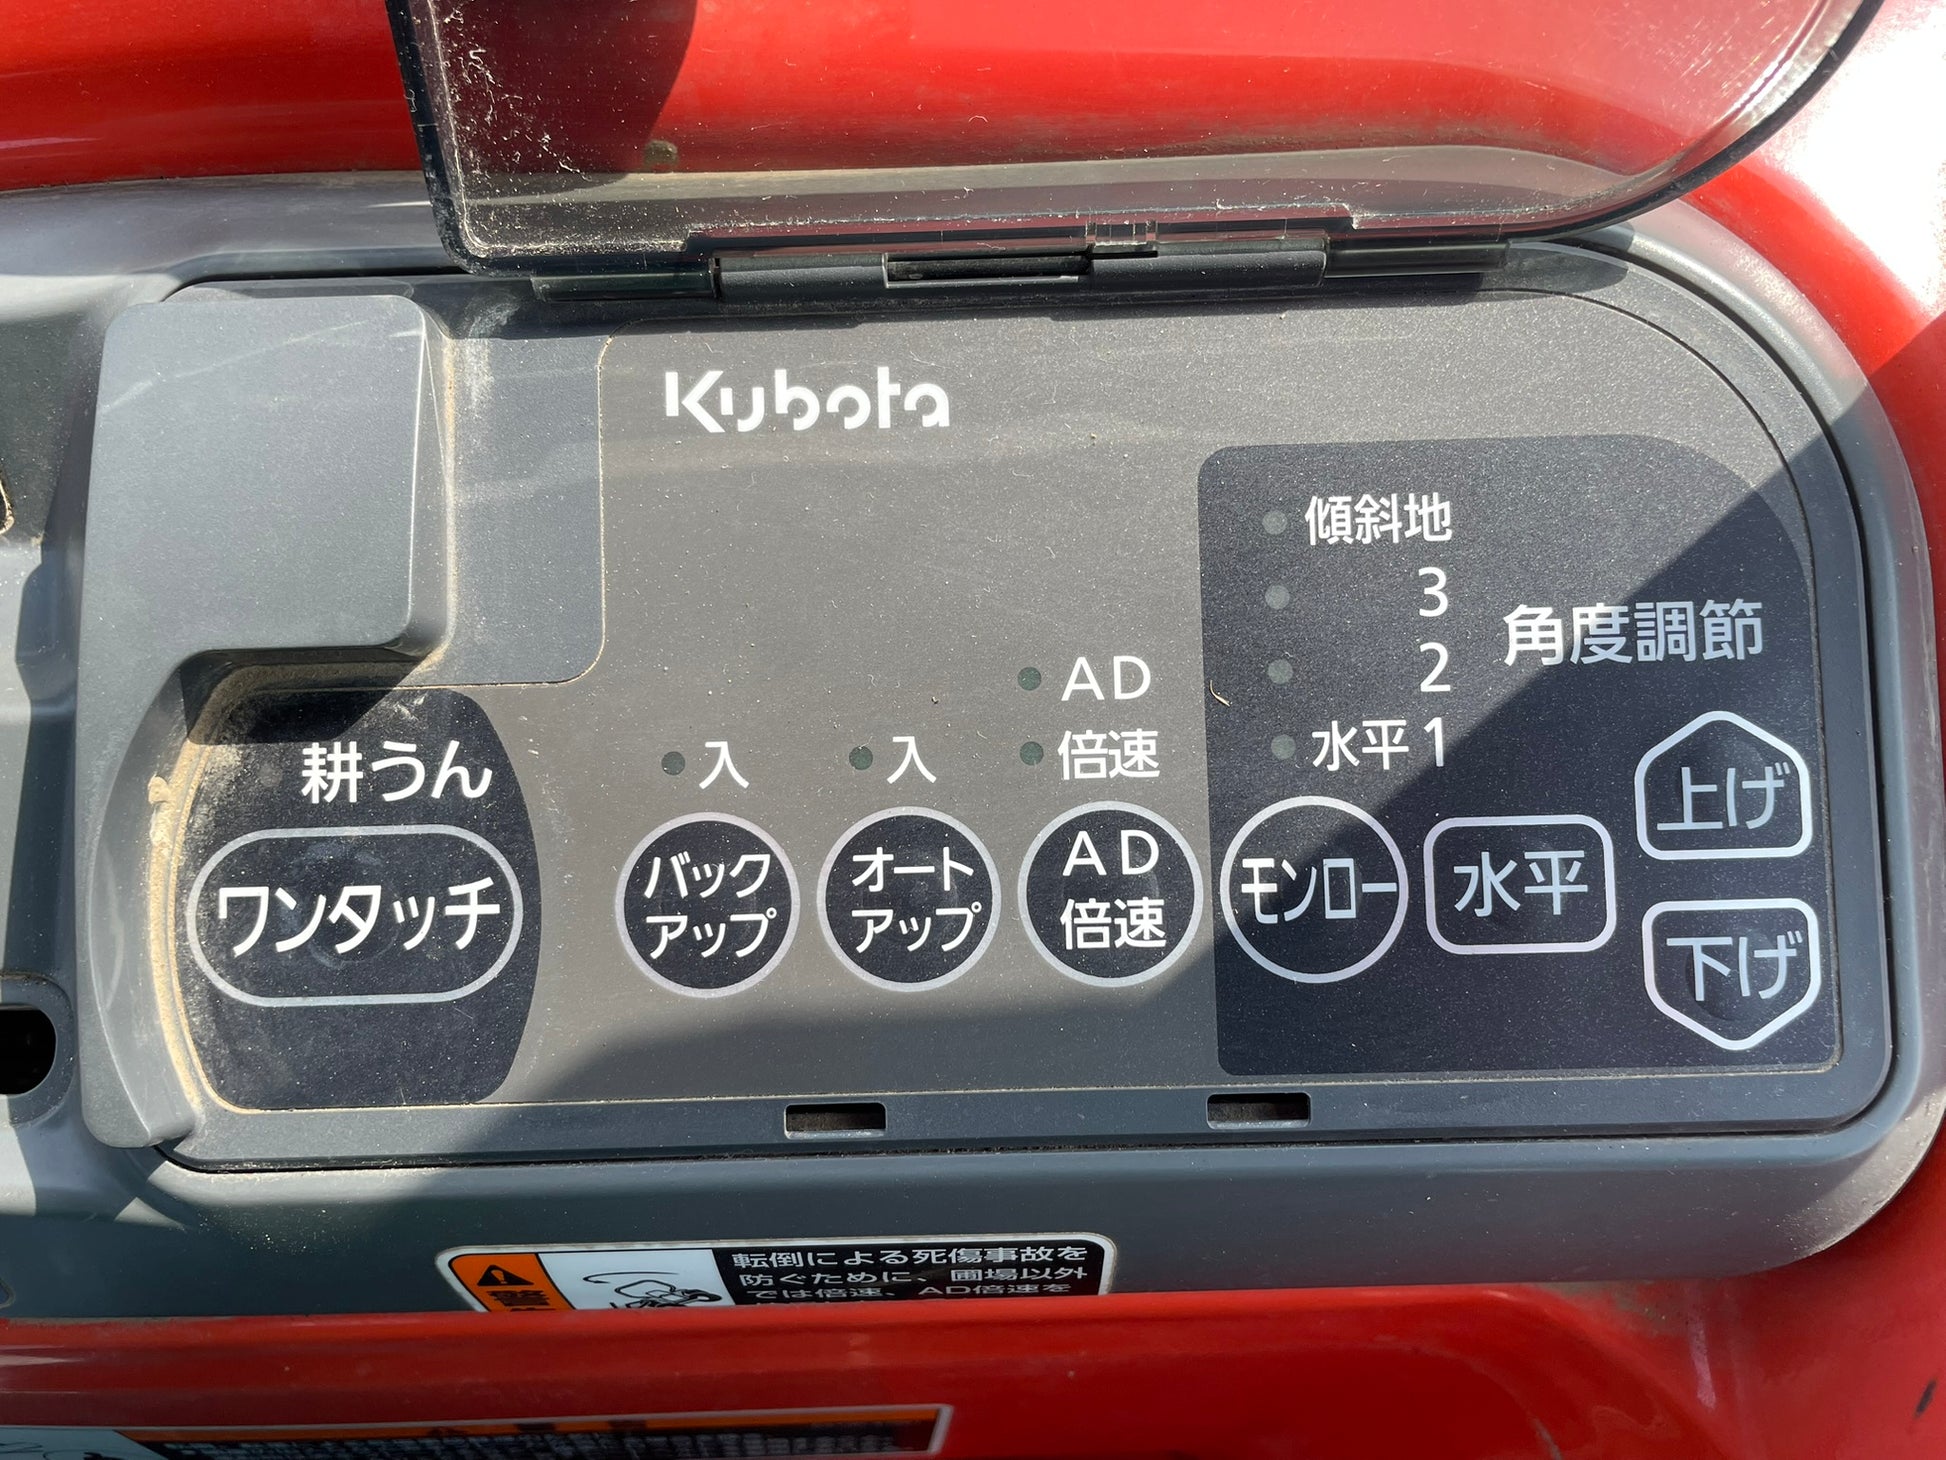 Kubota
傾斜地
3
2
水平1
角度調節
AD
倍速
入
入
耕うん
ワンタッチ
バック
アップ
オート
アップ
AD
倍速
モンロー
水平
上げ
下げ
転倒による死傷事故を
防ぐために、圃場以外
では倍速、AD倍速を